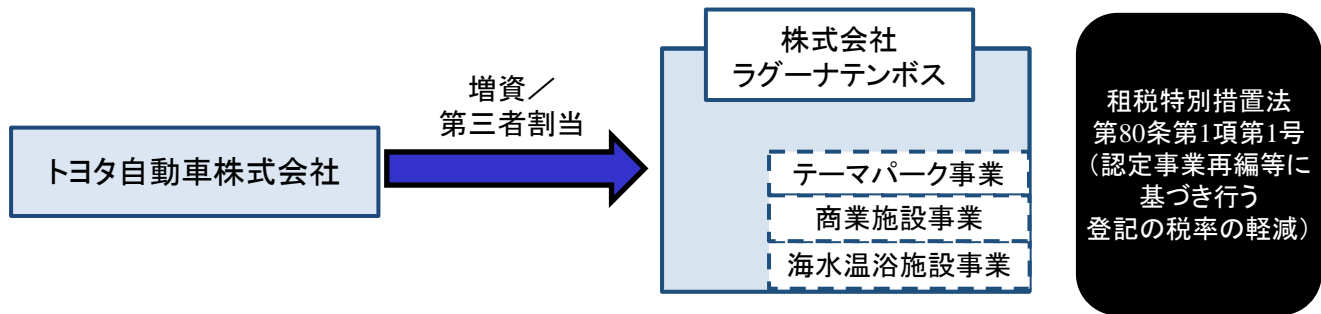 トヨタ自動車株式会社
増資／
第三者割当
株式会社
ラグーナテンボス
テーマパーク事業
商業施設事業
海水温浴施設事業
租税特別措置法
第80条第1項第1号
（認定事業再編等に
基づき行う
登記の税率の軽減）